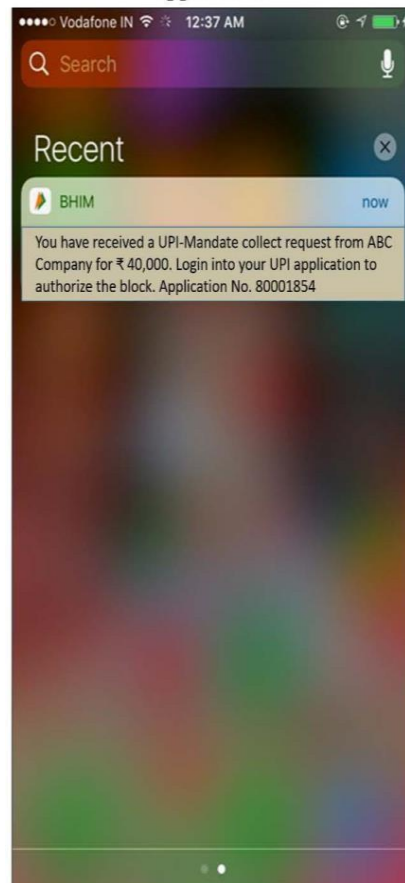 Vodafone IN 12:37 AM
Search
Recent
BHIM now
You have received a UPI-Mandate collect request from ABC
Company for ₹ 40,000. Login into your UPI application to
authorize the block. Application No. 80001854